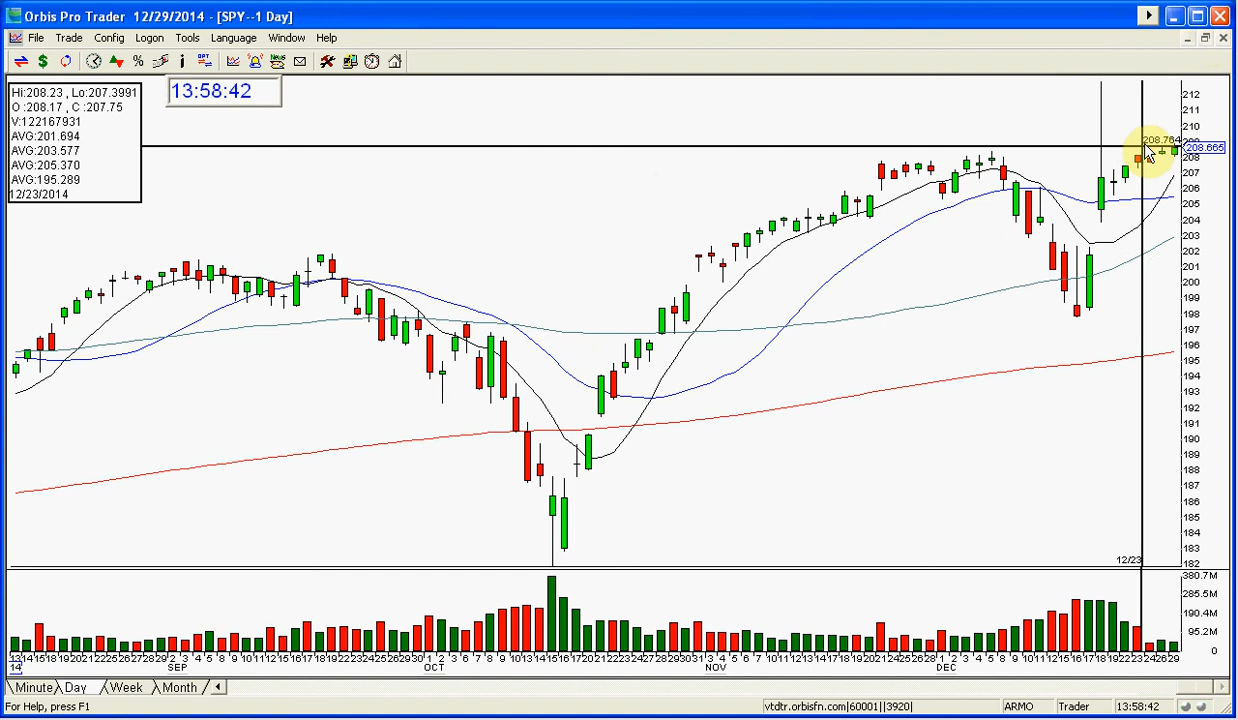 Orbis Pro Trader 12/29/2014 - [SPY--1 Day]
File Trade Config Logon Tools Language Window Help
OPT News
Hi:208.23 , Lo:207.3991
O :208.17 , C :207.75
V:122167931
AVG:201.694
AVG:203.577
AVG:205.370
AVG:195.289
12/23/2014
13:58:42
212
211
210
208.764
208.665
208
207
206
205
204
203
202
201
200
199
198
197
196
195
194
193
192
191
190
189
188
187
186
185
184
183
182
12/23
380.7M
285.5M
190.4M
95.2M
0
SEP OCT NOV DEC
Minute Day Week Month
For Help, press F1
vtdtr.orbisfn.com|60001||3920|
ARMO
Trader
13:58:42